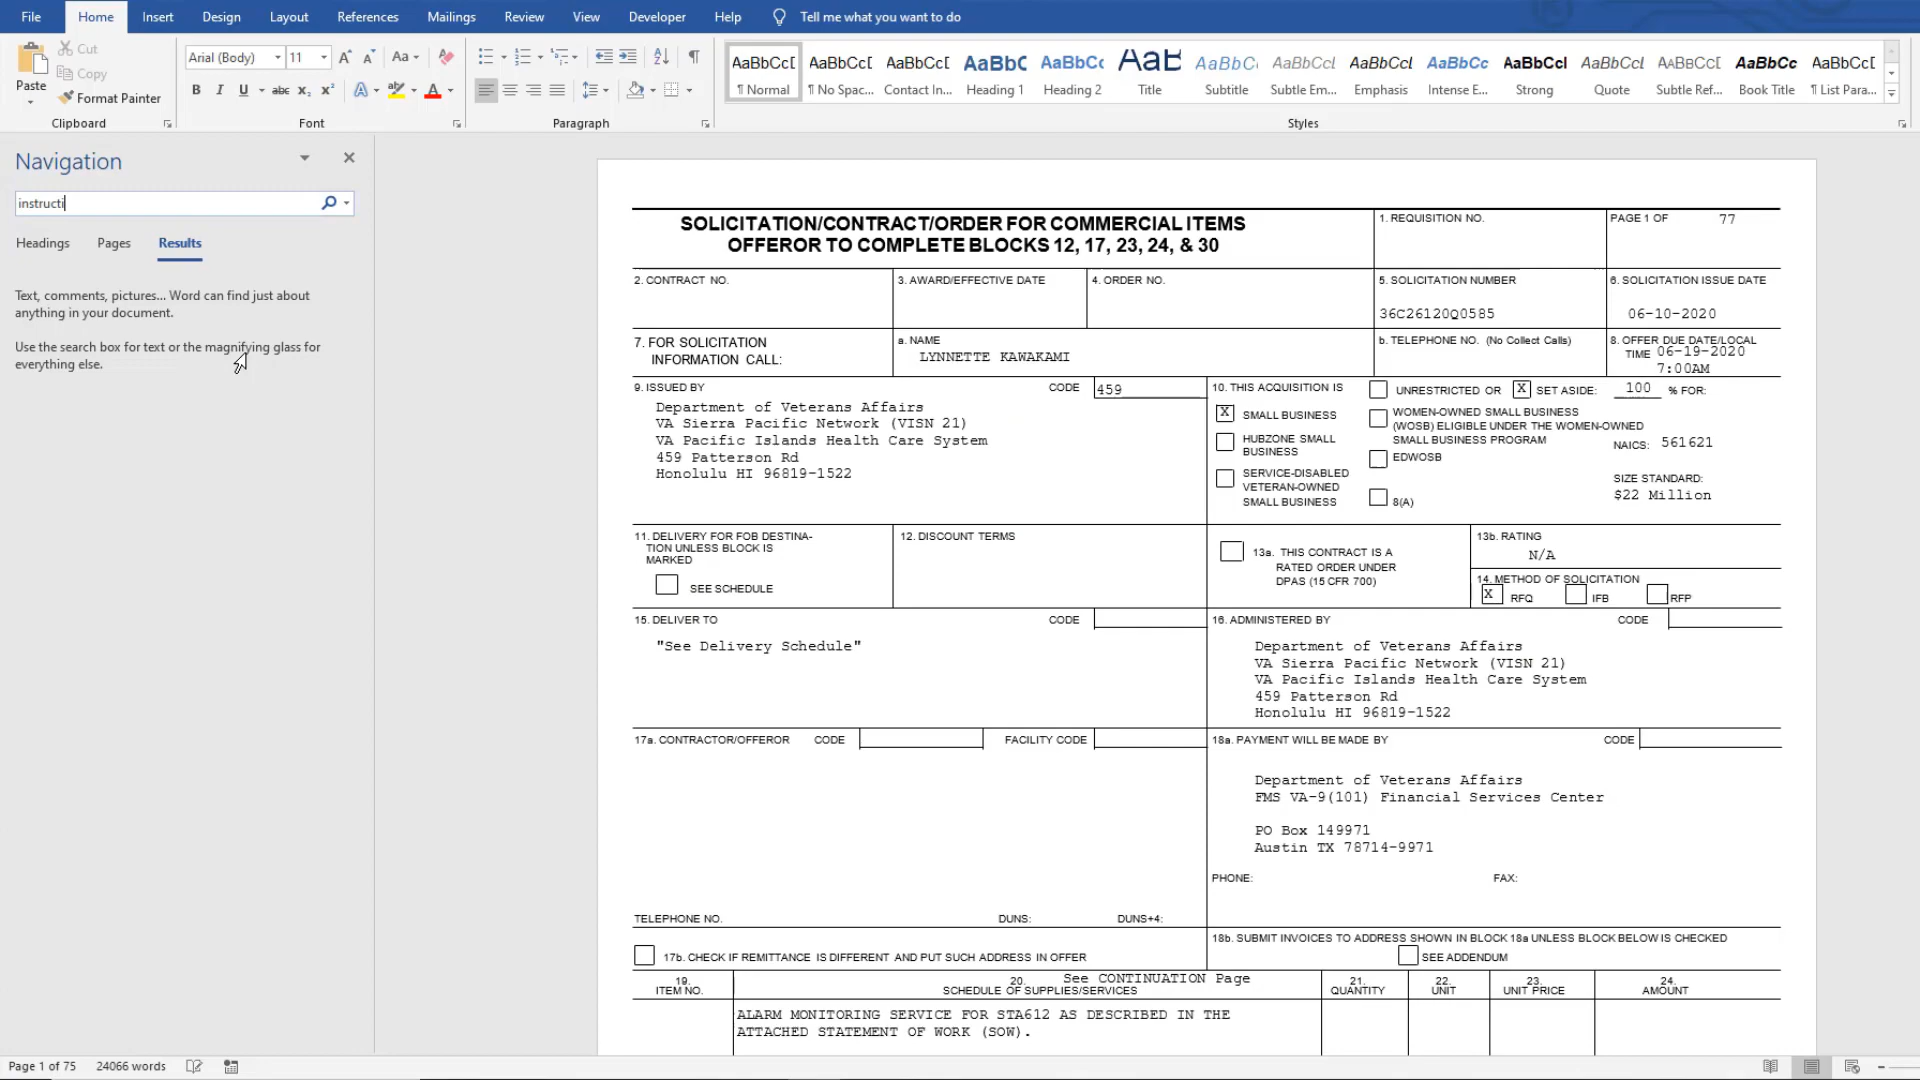 File Home Insert Design Layout References Mailings Review View Developer Help Tell me what you want to do
Paste
Cut
Copy
Format Painter
Clipboard
Arial (Body) 11
Font
Paragraph
AaBbCcD AaBbCcD AaBbCcD AaBbC AaBbCc AaB AaBbCc AaBbCcI AaBbCcI AaBbCc AaBbCcI AaBbCcD AABBCCD AaBbCc AaBbCcD
¶ Normal ¶ No Spac... Contact In... Heading 1 Heading 2 Title Subtitle Subtle Em... Emphasis Intense E... Strong Quote Subtle Ref... Book Title ¶ List Para...
Styles
Navigation
instructi
Headings Pages Results
Text, comments, pictures... Word can find just about
anything in your document.
Use the search box for text or the magnifying glass for
everything else.
SOLICITATION/CONTRACT/ORDER FOR COMMERCIAL ITEMS
OFFEROR TO COMPLETE BLOCKS 12, 17, 23, 24, & 30
1. REQUISITION NO.
PAGE 1 OF 77
2. CONTRACT NO.
3. AWARD/EFFECTIVE DATE
4. ORDER NO.
5. SOLICITATION NUMBER
36C26120Q0585
6. SOLICITATION ISSUE DATE
06-10-2020
7. FOR SOLICITATION
INFORMATION CALL:
a. NAME
LYNNETTE KAWAKAMI
b. TELEPHONE NO. (No Collect Calls)
8. OFFER DUE DATE/LOCAL
TIME 06-19-2020
7:00AM
9. ISSUED BY CODE 459
Department of Veterans Affairs
VA Sierra Pacific Network (VISN 21)
VA Pacific Islands Health Care System
459 Patterson Rd
Honolulu HI 96819-1522
10. THIS ACQUISITION IS
UNRESTRICTED OR X SET ASIDE: 100 % FOR:
X SMALL BUSINESS
HUBZONE SMALL
BUSINESS
SERVICE-DISABLED
VETERAN-OWNED
SMALL BUSINESS
WOMEN-OWNED SMALL BUSINESS
(WOSB) ELIGIBLE UNDER THE WOMEN-OWNED
SMALL BUSINESS PROGRAM
EDWOSB
8(A)
NAICS: 561621
SIZE STANDARD:
$22 Million
11. DELIVERY FOR FOB DESTINA-
TION UNLESS BLOCK IS
MARKED
SEE SCHEDULE
12. DISCOUNT TERMS
13a. THIS CONTRACT IS A
RATED ORDER UNDER
DPAS (15 CFR 700)
13b. RATING
N/A
14. METHOD OF SOLICITATION
X RFQ IFB RFP
15. DELIVER TO CODE
"See Delivery Schedule"
16. ADMINISTERED BY CODE
Department of Veterans Affairs
VA Sierra Pacific Network (VISN 21)
VA Pacific Islands Health Care System
459 Patterson Rd
Honolulu HI 96819-1522
17a. CONTRACTOR/OFFEROR CODE FACILITY CODE
TELEPHONE NO. DUNS: DUNS+4:
18a. PAYMENT WILL BE MADE BY CODE
Department of Veterans Affairs
FMS VA-9(101) Financial Services Center
PO Box 149971
Austin TX 78714-9971
PHONE: FAX:
17b. CHECK IF REMITTANCE IS DIFFERENT AND PUT SUCH ADDRESS IN OFFER
18b. SUBMIT INVOICES TO ADDRESS SHOWN IN BLOCK 18a UNLESS BLOCK BELOW IS CHECKED
SEE ADDENDUM
19.
ITEM NO.
20. See CONTINUATION Page
SCHEDULE OF SUPPLIES/SERVICES
21.
QUANTITY
22.
UNIT
23.
UNIT PRICE
24.
AMOUNT
ALARM MONITORING SERVICE FOR STA612 AS DESCRIBED IN THE
ATTACHED STATEMENT OF WORK (SOW).
Page 1 of 75 24066 words